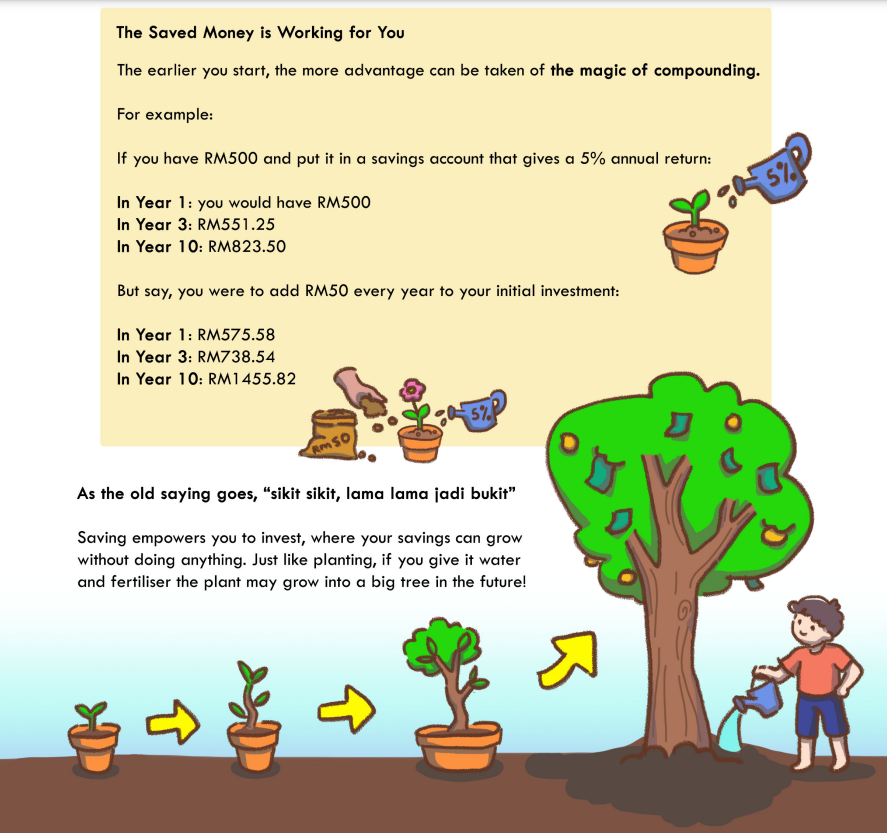 The Saved Money is Working for You
The earlier you start, the more advantage can be taken of the magic of compounding.
For example:
If you have RM500 and put it in a savings account that gives a 5% annual return:
5%
In Year 1: you would have RM500
In Year 3: RM551.25
In Year 10: RM823.50
But say, you were to add RM50 every year to your initial investment:
In Year 1: RM575.58
In Year 3: RM738.54
In Year 10: RM1455.82
5%
Rm50
As the old saying goes, “sikit sikit, lama lama jadi bukit”
Saving empowers you to invest, where your savings can grow
without doing anything. Just like planting, if you give it water
and fertiliser the plant may grow into a big tree in the future!